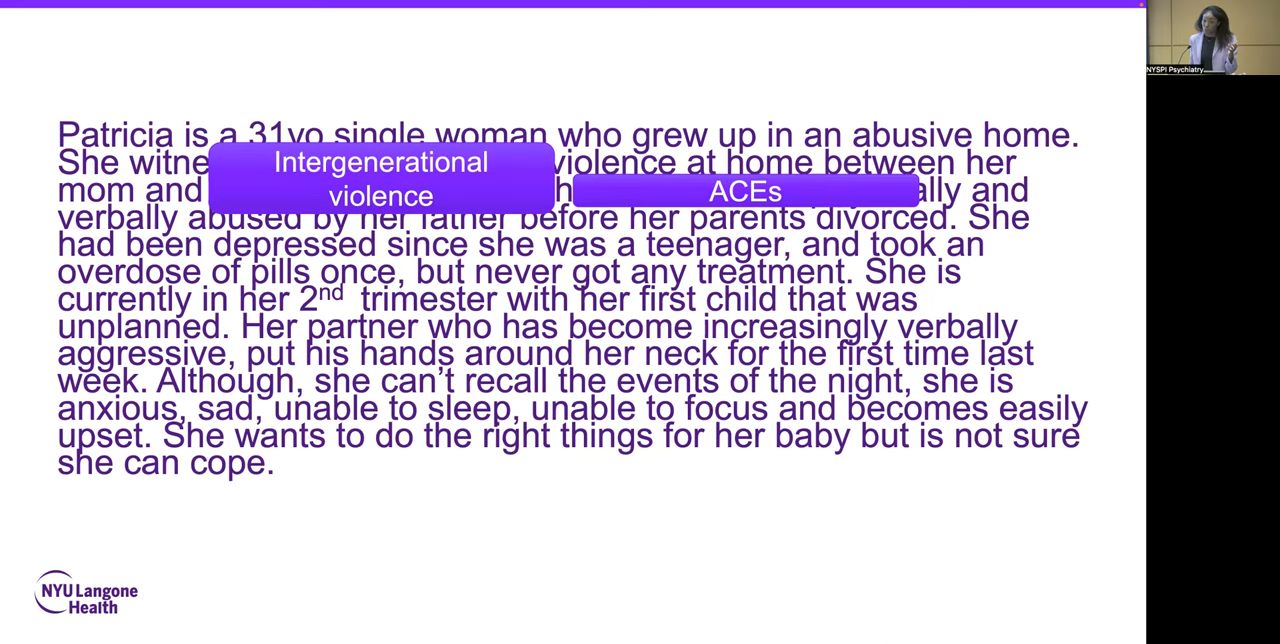 Patricia is a 31yo single woman who grew up in an abusive home.
She witne
Intergenerational
violence
violence at home between her
mom and
ACEs
ally and
verbally abused by her father before her parents divorced. She
had been depressed since she was a teenager, and took an
overdose of pills once, but never got any treatment. She is
currently in her 2nd trimester with her first child that was
unplanned. Her partner who has become increasingly verbally
aggressive, put his hands around her neck for the first time last
week. Although, she can’t recall the events of the night, she is
anxious, sad, unable to sleep, unable to focus and becomes easily
upset. She wants to do the right things for her baby but is not sure
she can cope.
NYU Langone
Health
NYSPI Psychiatry